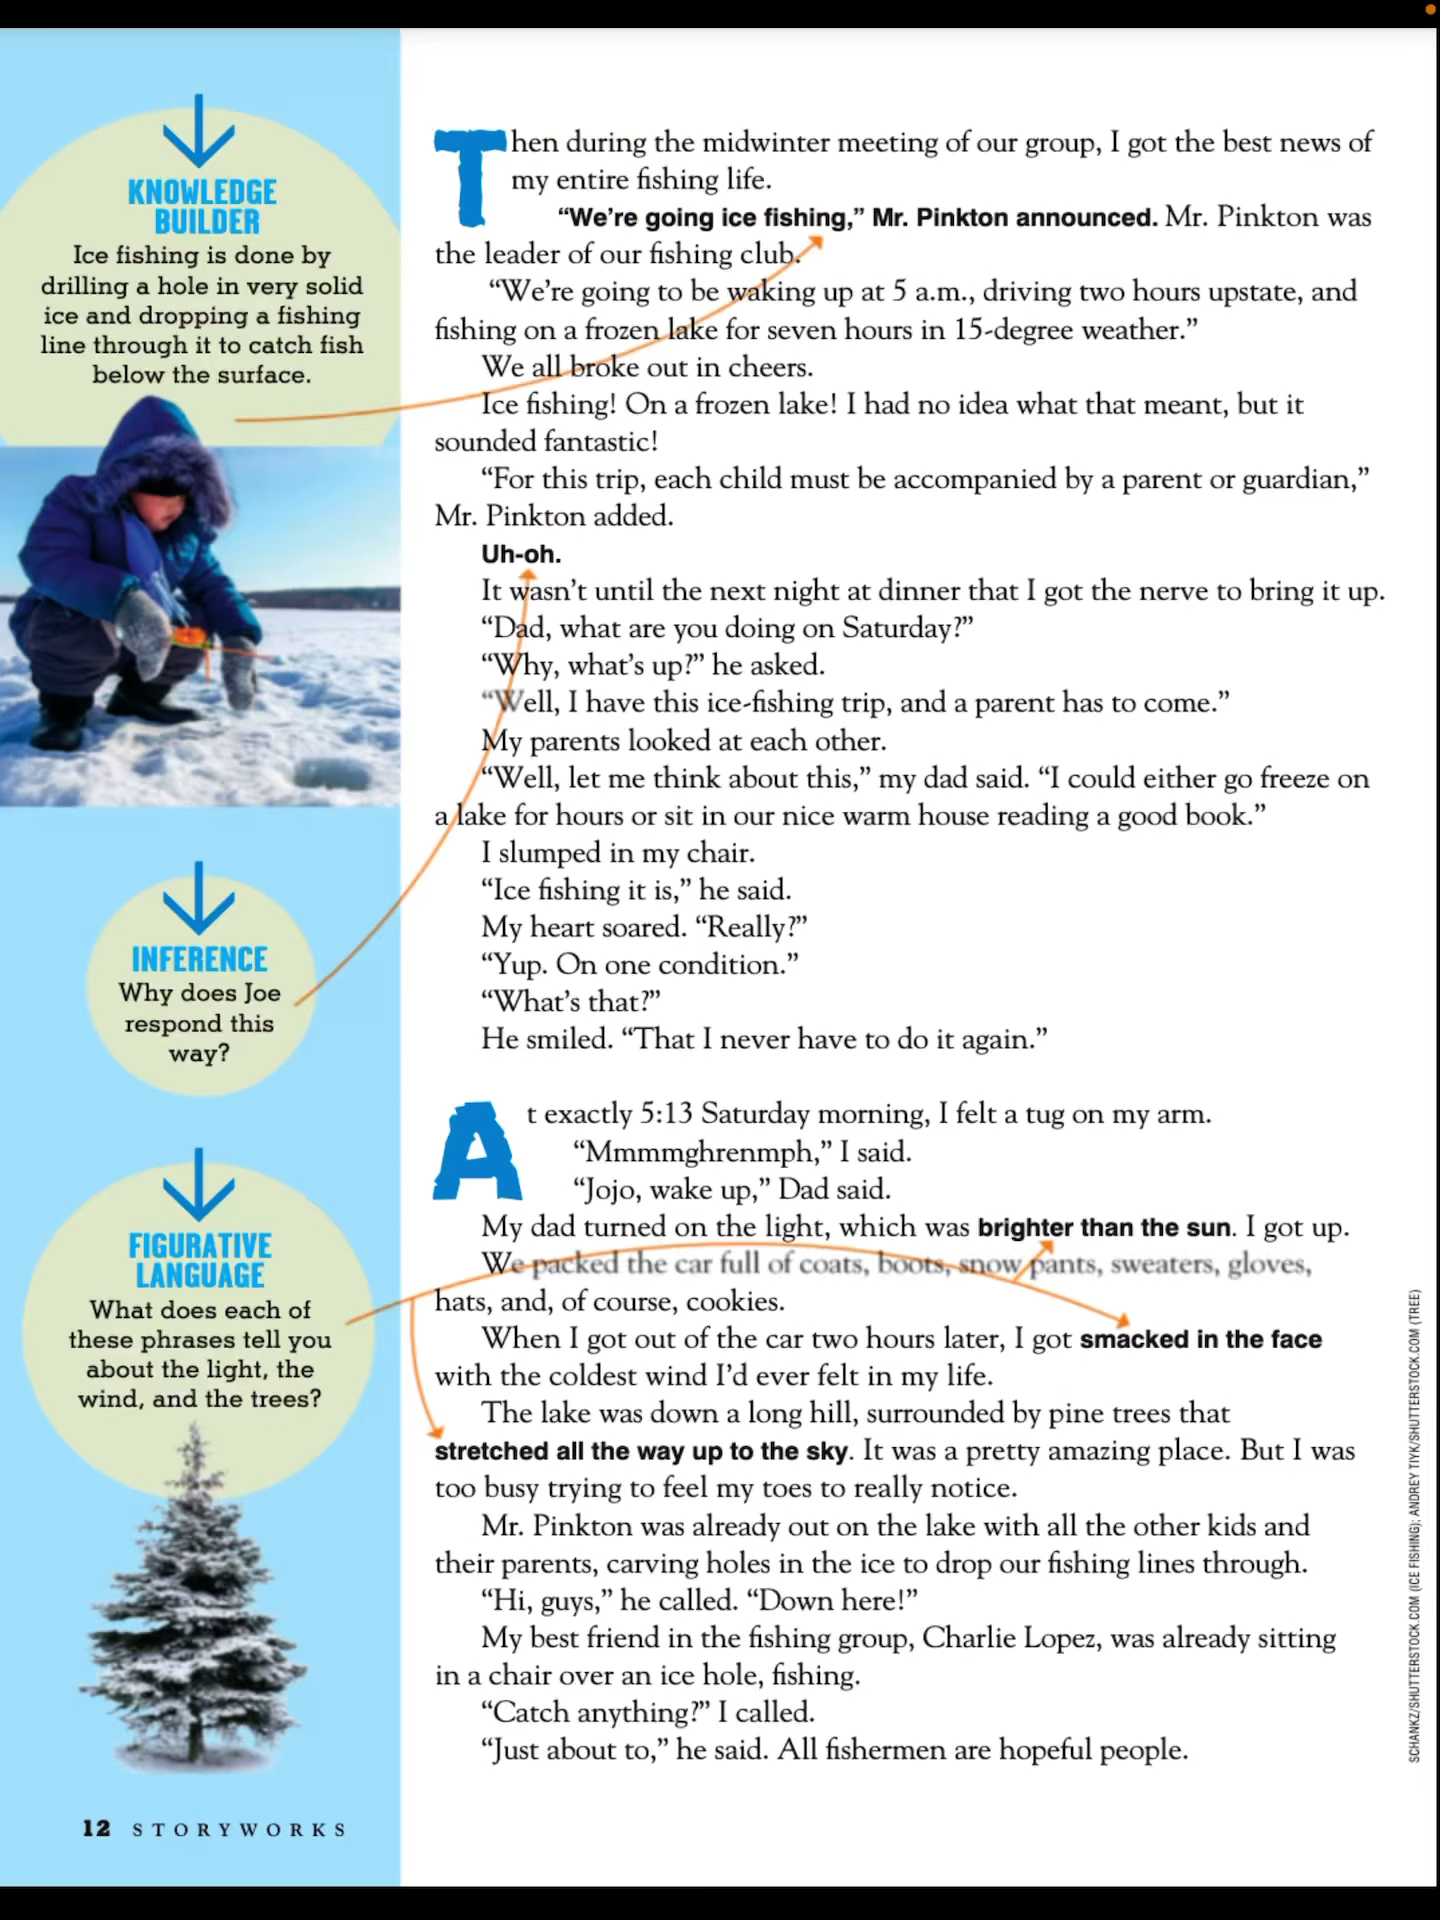 KNOWLEDGE
BUILDER
Ice fishing is done by
drilling a hole in very solid
ice and dropping a fishing
line through it to catch fish
below the surface.
INFERENCE
Why does Joe
respond this
way?
FIGURATIVE
LANGUAGE
What does each of
these phrases tell you
about the light, the
wind, and the trees?
12 STORYWORKS
Then during the midwinter meeting of our group, I got the best news of
my entire fishing life.
“We’re going ice fishing,” Mr. Pinkton announced. Mr. Pinkton was
the leader of our fishing club.
“We’re going to be waking up at 5 a.m., driving two hours upstate, and
fishing on a frozen lake for seven hours in 15-degree weather.”
We all broke out in cheers.
Ice fishing! On a frozen lake! I had no idea what that meant, but it
sounded fantastic!
“For this trip, each child must be accompanied by a parent or guardian,”
Mr. Pinkton added.
Uh-oh.
It wasn’t until the next night at dinner that I got the nerve to bring it up.
“Dad, what are you doing on Saturday?”
“Why, what’s up?” he asked.
“Well, I have this ice-fishing trip, and a parent has to come.”
My parents looked at each other.
“Well, let me think about this,” my dad said. “I could either go freeze on
a lake for hours or sit in our nice warm house reading a good book.”
I slumped in my chair.
“Ice fishing it is,” he said.
My heart soared. “Really?”
“Yup. On one condition.”
“What’s that?”
He smiled. “That I never have to do it again.”
At exactly 5:13 Saturday morning, I felt a tug on my arm.
“Mmmmghrenmph,” I said.
“Jojo, wake up,” Dad said.
My dad turned on the light, which was brighter than the sun. I got up.
We packed the car full of coats, boots, snow pants, sweaters, gloves,
hats, and, of course, cookies.
When I got out of the car two hours later, I got smacked in the face
with the coldest wind I’d ever felt in my life.
The lake was down a long hill, surrounded by pine trees that
stretched all the way up to the sky. It was a pretty amazing place. But I was
too busy trying to feel my toes to really notice.
Mr. Pinkton was already out on the lake with all the other kids and
their parents, carving holes in the ice to drop our fishing lines through.
“Hi, guys,” he called. “Down here!”
My best friend in the fishing group, Charlie Lopez, was already sitting
in a chair over an ice hole, fishing.
“Catch anything?” I called.
“Just about to,” he said. All fishermen are hopeful people.
SCHANKZ/SHUTTERSTOCK.COM (ICE FISHING); ANDREY TIYK/SHUTTERSTOCK.COM (TREE)